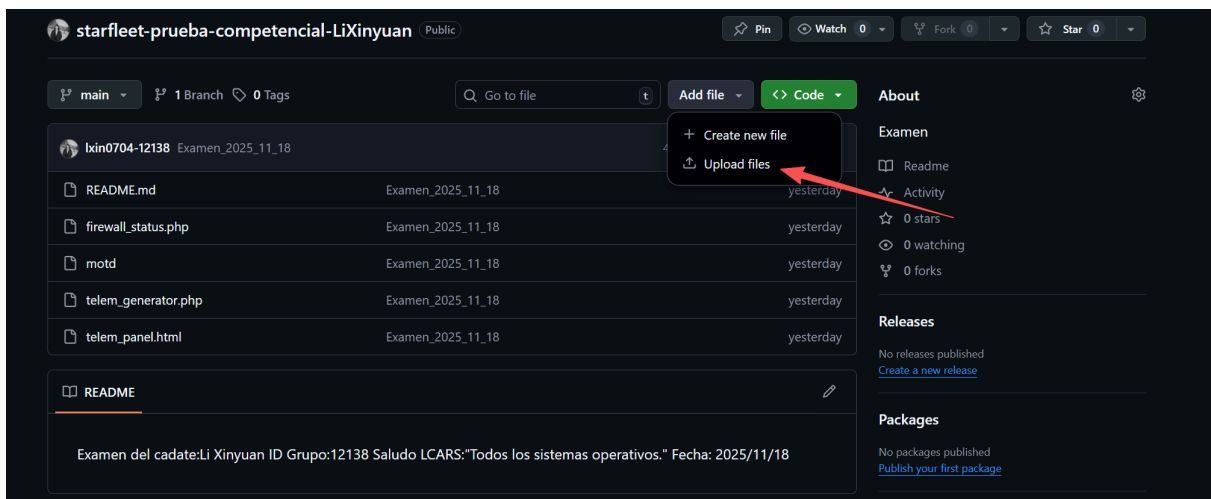 starfleet-prueba-competencial-LiXinyuan Public
Pin Watch 0 Fork 0 Star 0
main 1 Branch 0 Tags Go to file t Add file Code
About
Create new file
Upload files
Examen
lxin0704-12138 Examen_2025_11_18
Readme
README.md Examen_2025_11_18 yesterday
Activity
firewall_status.php Examen_2025_11_18 yesterday
0 stars
0 watching
motd Examen_2025_11_18 yesterday
0 forks
telem_generator.php Examen_2025_11_18 yesterday
telem_panel.html Examen_2025_11_18 yesterday
Releases
No releases published
Create a new release
README
Packages
No packages published
Publish your first package
Examen del cadate:Li Xinyuan ID Grupo:12138 Saludo LCARS:"Todos los sistemas operativos." Fecha: 2025/11/18